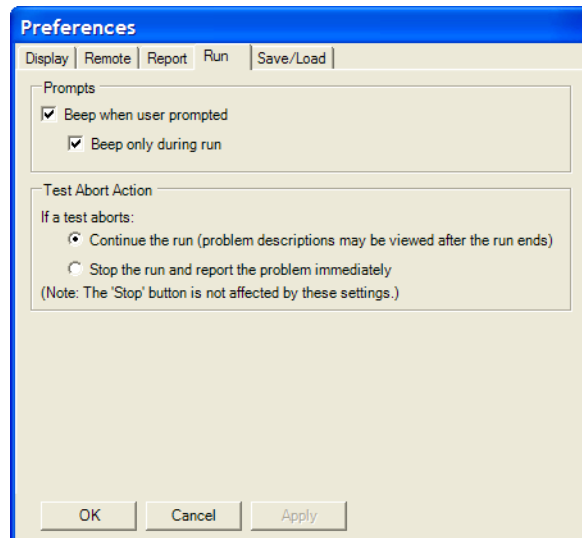 Preferences
Display Remote Report Run Save/Load
Prompts
Beep when user prompted
Beep only during run
Test Abort Action
If a test aborts:
Continue the run (problem descriptions may be viewed after the run ends)
Stop the run and report the problem immediately
(Note: The 'Stop' button is not affected by these settings.)
OK Cancel Apply